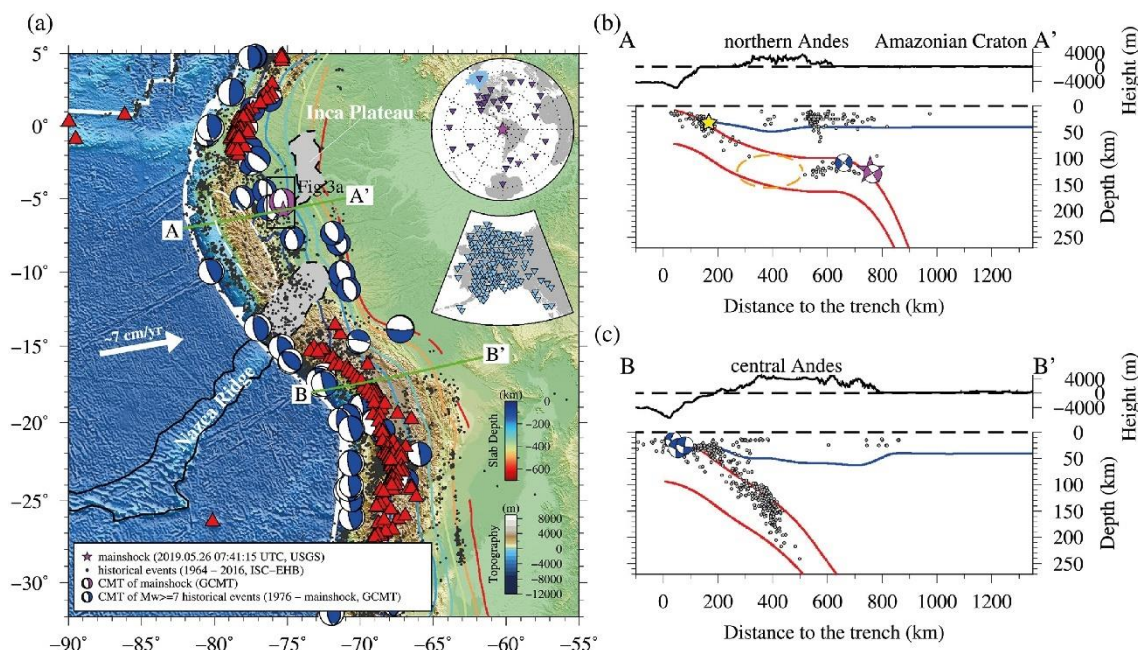 (a)
5°
0°
−5°
−10°
−15°
−20°
−25°
−30°
−90° −85° −80° −75° −70° −65° −60° −55°
Inca Plateau
Fig 3a
A
A’
~7 cm/yr
B
B’
Nazca Ridge
(km)
0
−200
−400
−600
Slab Depth
(m)
8000
4000
0
−4000
−8000
−12000
Topography
mainshock (2019.05.26 07:41:15 UTC, USGS)
historical events (1964 − 2016, ISC−EHB)
CMT of mainshock (GCMT)
CMT of Mw>=7 historical events (1976 − mainshock, GCMT)
(b)
A northern Andes Amazonian Craton A’
4000
0
−4000
Height (m)
0
50
100
150
200
250
Depth (km)
0 200 400 600 800 1000 1200
Distance to the trench (km)
(c)
B central Andes B’
4000
0
−4000
Height (m)
0
50
100
150
200
250
Depth (km)
0 200 400 600 800 1000 1200
Distance to the trench (km)